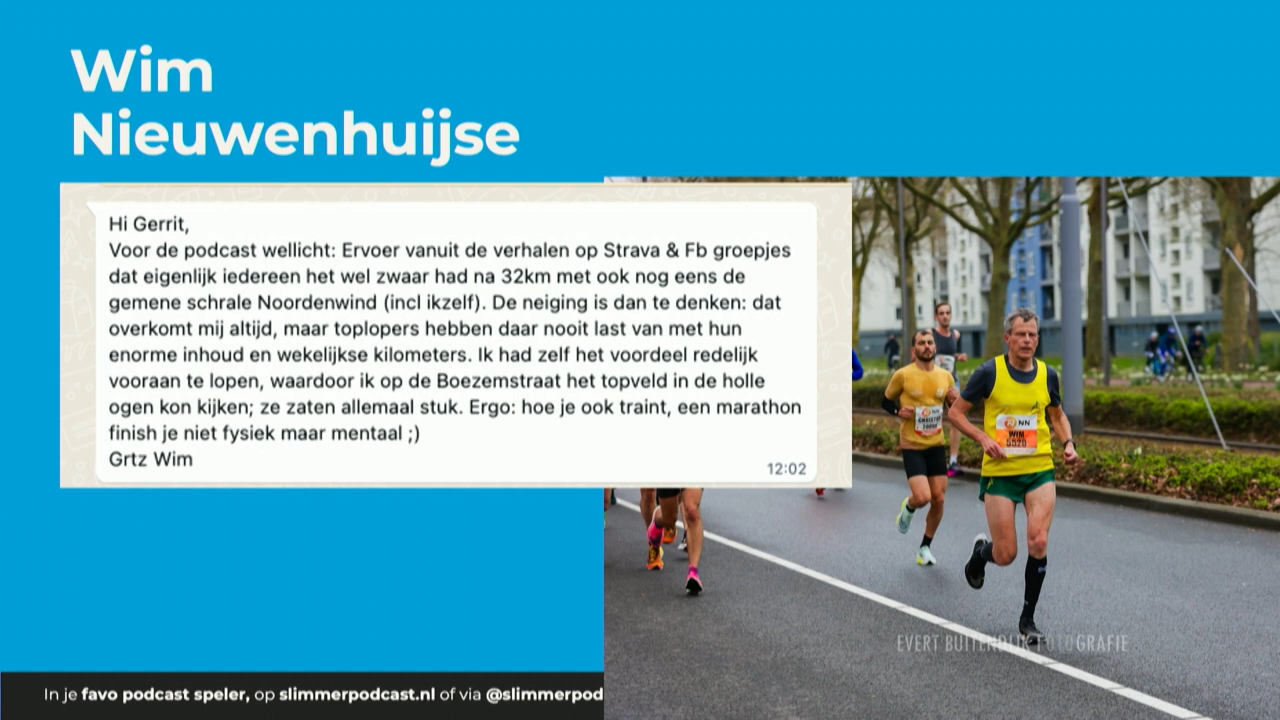 Wim
Nieuwenhuijse
Hi Gerrit,
Voor de podcast wellicht: Ervoer vanuit de verhalen op Strava & Fb groepjes
dat eigenlijk iedereen het wel zwaar had na 32km met ook nog eens de
gemene schrale Noordenwind (incl ikzelf). De neiging is dan te denken: dat
overkomt mij altijd, maar toplopers hebben daar nooit last van met hun
enorme inhoud en wekelijkse kilometers. Ik had zelf het voordeel redelijk
vooraan te lopen, waardoor ik op de Boezemstraat het topveld in de holle
ogen kon kijken; ze zaten allemaal stuk. Ergo: hoe je ook traint, een marathon
finish je niet fysiek maar mentaal ;)
Grtz Wim
12:02
NN
NN
WIM
5520
EVERT BUITENDIJK FOTOGRAFIE
In je favo podcast speler, op slimmerpodcast.nl of via @slimmerpod